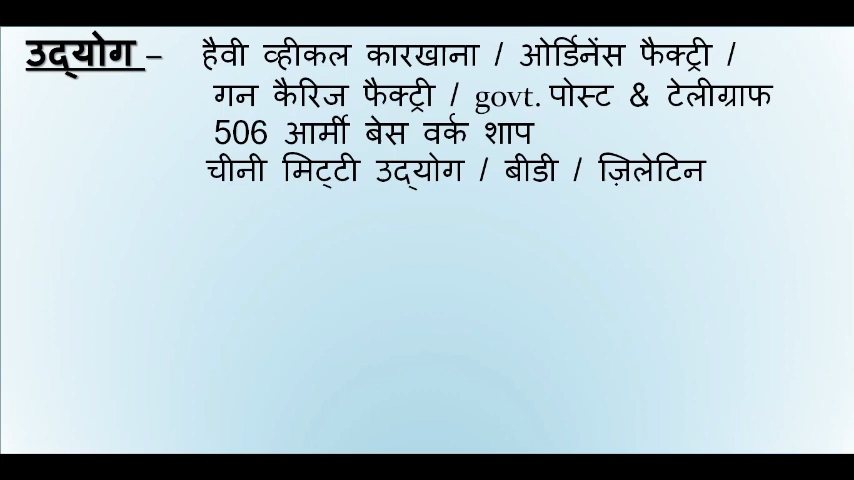 उद्योग – हैवी व्हीकल कारखाना / ओर्डिनेंस फैक्ट्री /
गन कैरिज फैक्ट्री / govt. पोस्ट & टेलीग्राफ
506 आर्मी बेस वर्क शाप
चीनी मिट्टी उद्योग / बीडी / ज़िलेटिन